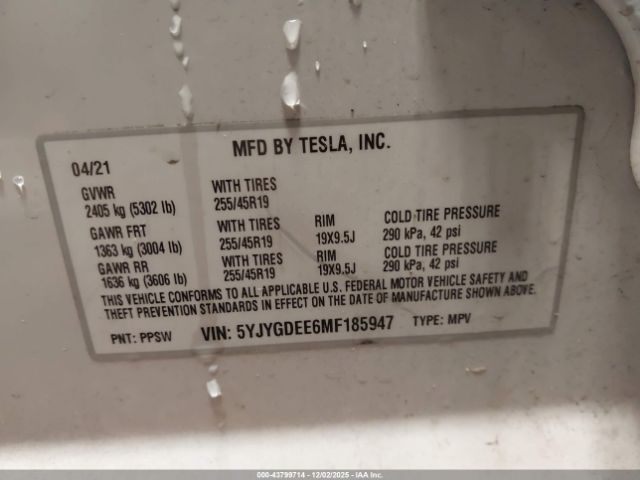 MFD BY TESLA, INC.
04/21
GVWR
2405 kg (5302 lb)
WITH TIRES
255/45R19
GAWR FRT
1363 kg (3004 lb)
WITH TIRES
255/45R19
RIM
19X9.5J
COLD TIRE PRESSURE
290 kPa, 42 psi
GAWR RR
1636 kg (3606 lb)
WITH TIRES
255/45R19
RIM
19X9.5J
COLD TIRE PRESSURE
290 kPa, 42 psi
THIS VEHICLE CONFORMS TO ALL APPLICABLE U.S. FEDERAL MOTOR VEHICLE SAFETY AND
THEFT PREVENTION STANDARDS IN EFFECT ON THE DATE OF MANUFACTURE SHOWN ABOVE.
PNT: PPSW VIN: 5YJYGDEE6MF185947 TYPE: MPV
000-43799714 - 12/02/2025 - IAA Corp.